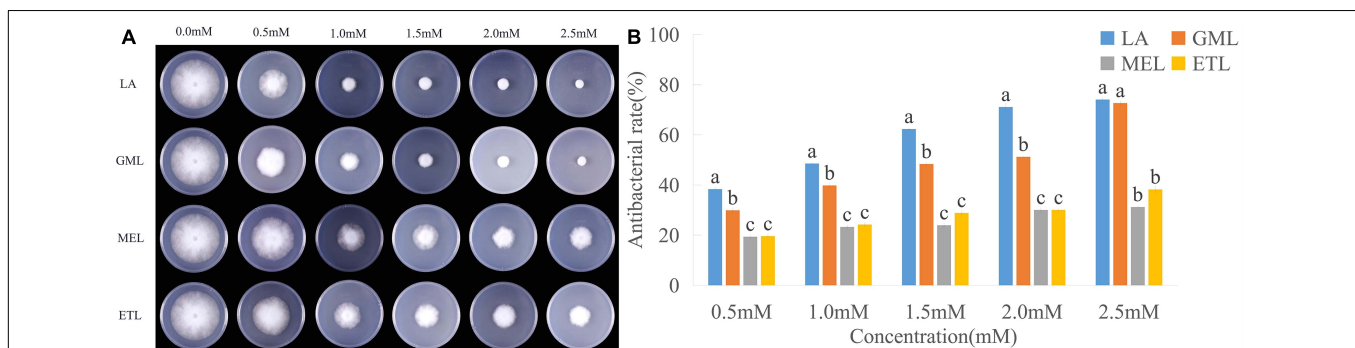 A
0.0mM 0.5mM 1.0mM 1.5mM 2.0mM 2.5mM
LA
GML
MEL
ETL
B
100
80
60
40
20
0
Antibacterial rate(%)
LA GML
MEL ETL
a b c c
a b c c
a b c c
a b c c
a a b b
0.5mM 1.0mM 1.5mM 2.0mM 2.5mM
Concentration(mM)